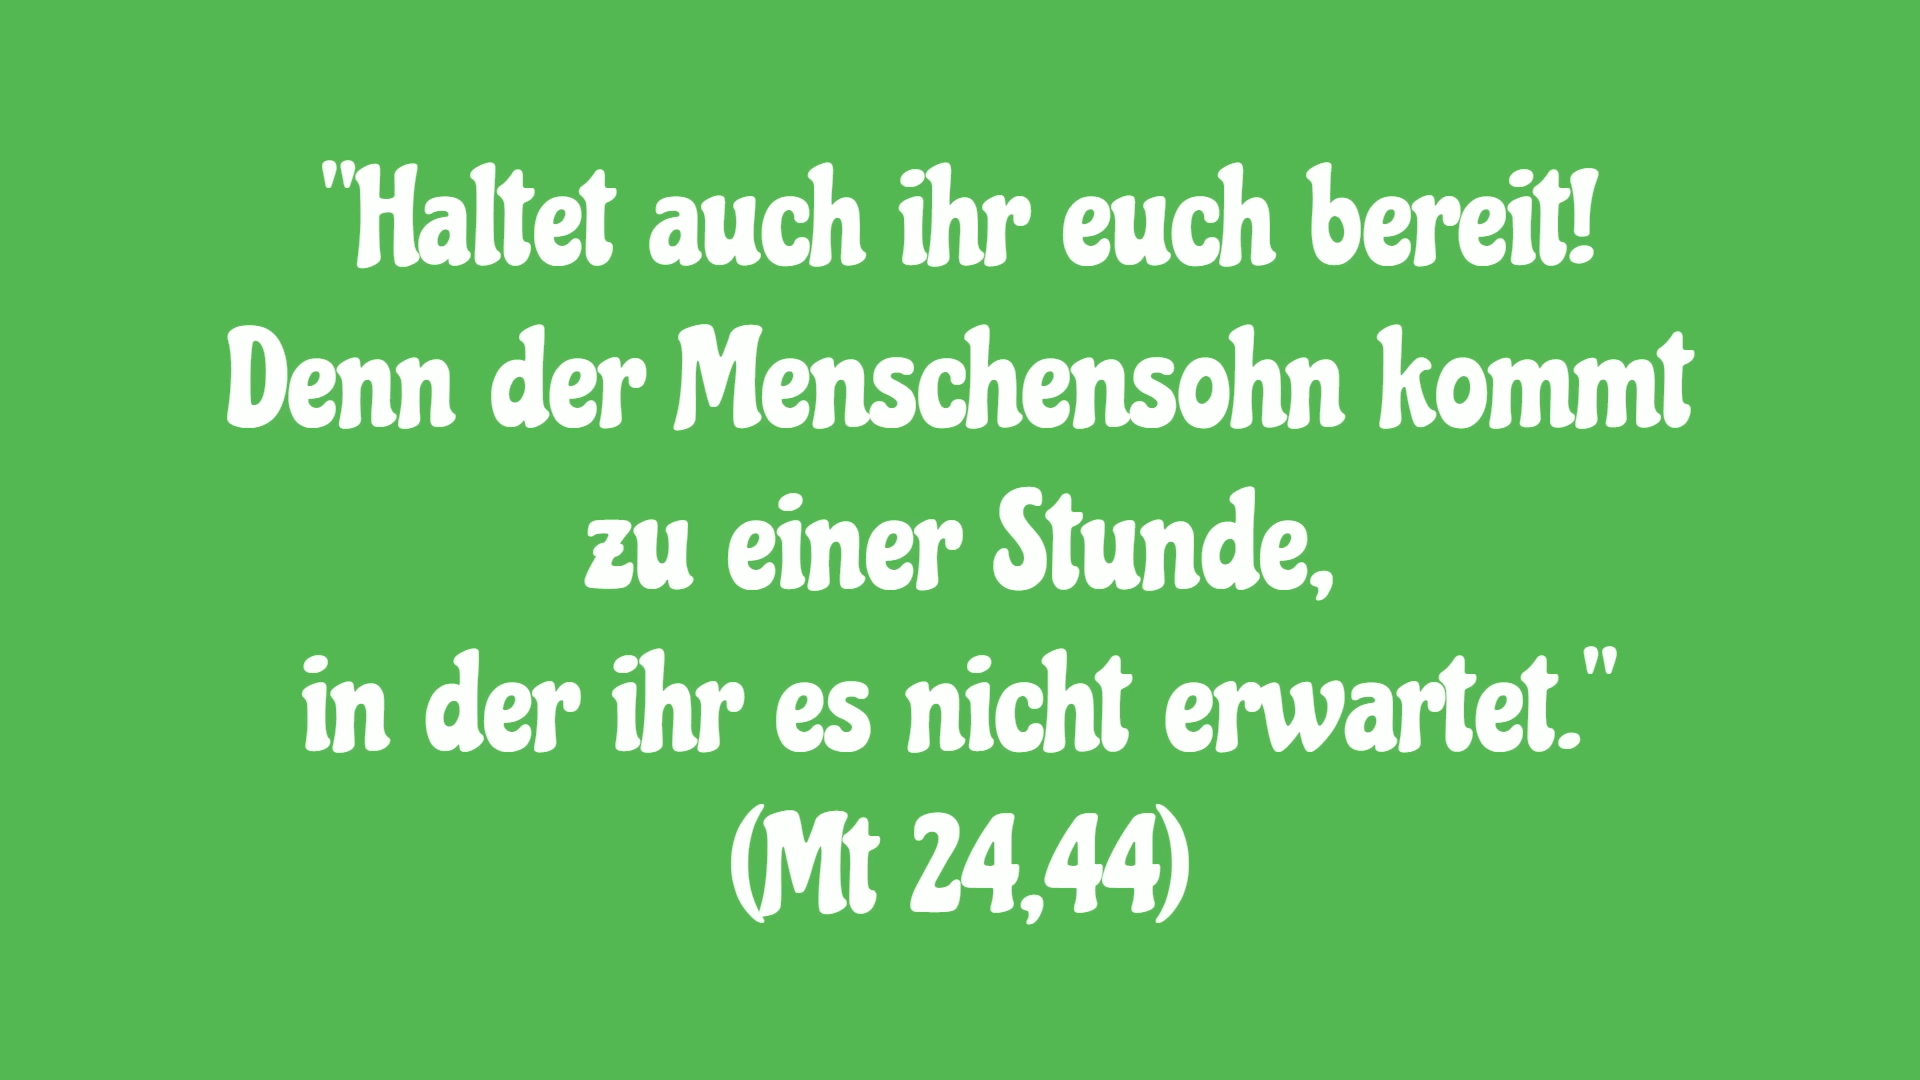 "Haltet auch ihr euch bereit!
Denn der Menschensohn kommt
zu einer Stunde,
in der ihr es nicht erwartet."
(Mt 24,44)